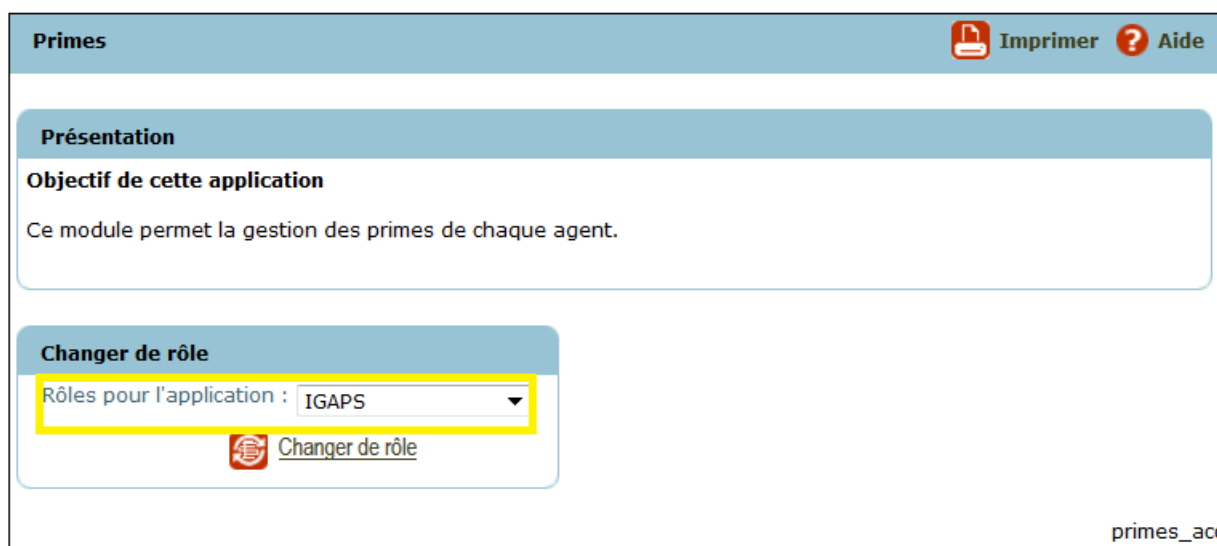 Primes Imprimer Aide
Présentation
Objectif de cette application
Ce module permet la gestion des primes de chaque agent.
Changer de rôle
Rôles pour l'application : IGAPS
Changer de rôle